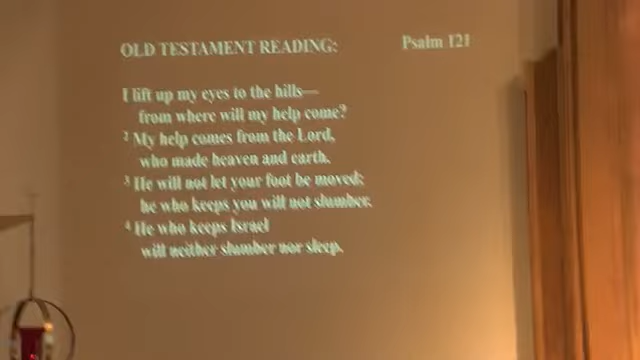 OLD TESTAMENT READING: Psalm 121
I lift up my eyes to the hills—
from where will my help come?
2 My help comes from the Lord,
who made heaven and earth.
3 He will not let your foot be moved;
he who keeps you will not slumber.
4 He who keeps Israel
will neither slumber nor sleep.